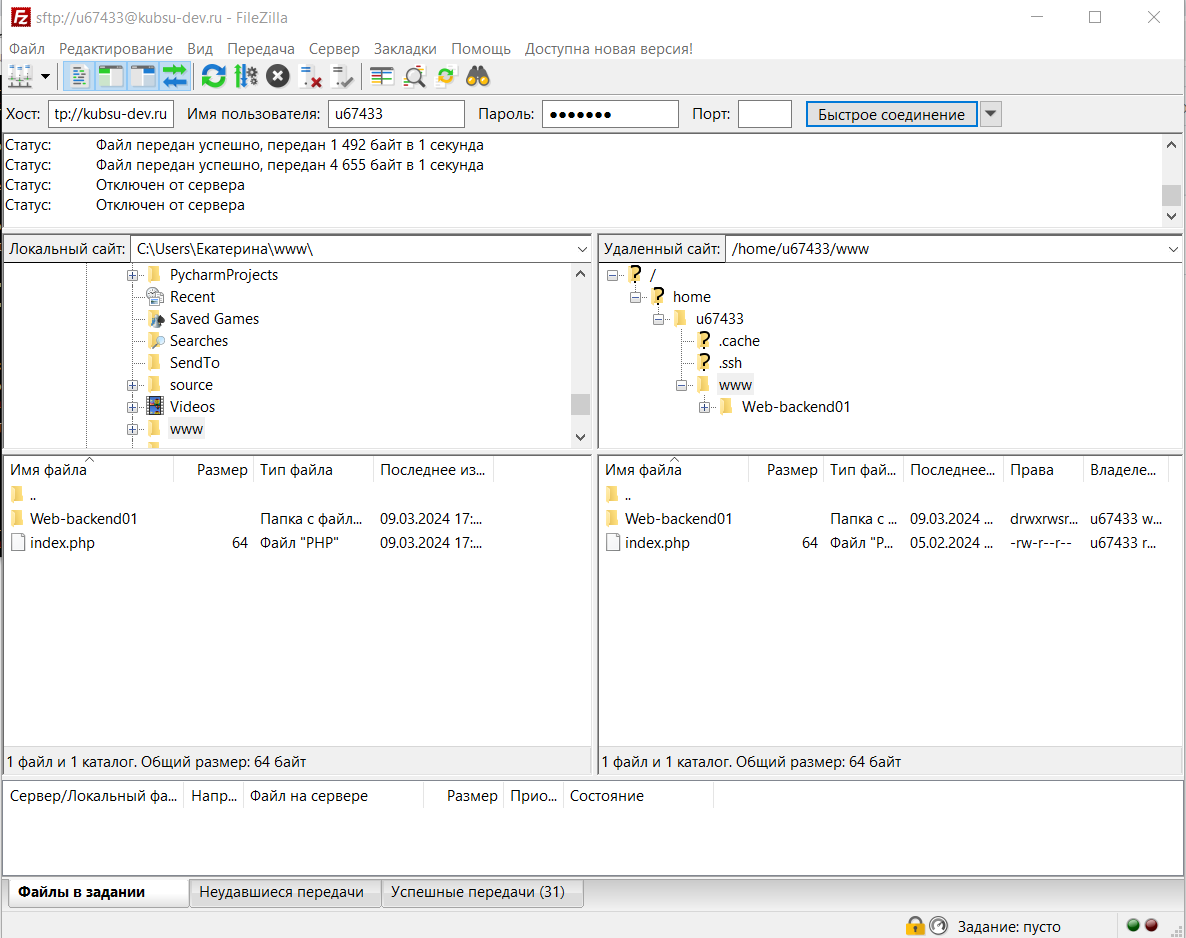 sftp://u67433@kubsu-dev.ru - FileZilla
Файл Редактирование Вид Передача Сервер Закладки Помощь Доступна новая версия!
Хост: tp://kubsu-dev.ru Имя пользователя: u67433 Пароль: ●●●●●●● Порт: Быстрое соединение
Статус: Файл передан успешно, передан 1 492 байт в 1 секунда
Статус: Файл передан успешно, передан 4 655 байт в 1 секунда
Статус: Отключен от сервера
Статус: Отключен от сервера
Локальный сайт: C:\Users\Екатерина\www\
PycharmProjects
Recent
Saved Games
Searches
SendTo
source
Videos
www
Удаленный сайт: /home/u67433/www
/
home
u67433
.cache
.ssh
www
Web-backend01
Имя файла Размер Тип файла Последнее из...
..
Web-backend01 Папка с файл... 09.03.2024 17:...
index.php 64 Файл "PHP" 09.03.2024 17:...
1 файл и 1 каталог. Общий размер: 64 байт
Имя файла Размер Тип фай... Последнее... Права Владеле...
..
Web-backend01 Папка с ... 09.03.2024 ... drwxrwsr... u67433 w...
index.php 64 Файл "P... 05.02.2024 ... -rw-r--r-- u67433 r...
1 файл и 1 каталог. Общий размер: 64 байт
Сервер/Локальный фа... Напр... Файл на сервере Размер Прио... Состояние
Файлы в задании Неудавшиеся передачи Успешные передачи (31)
Задание: пусто